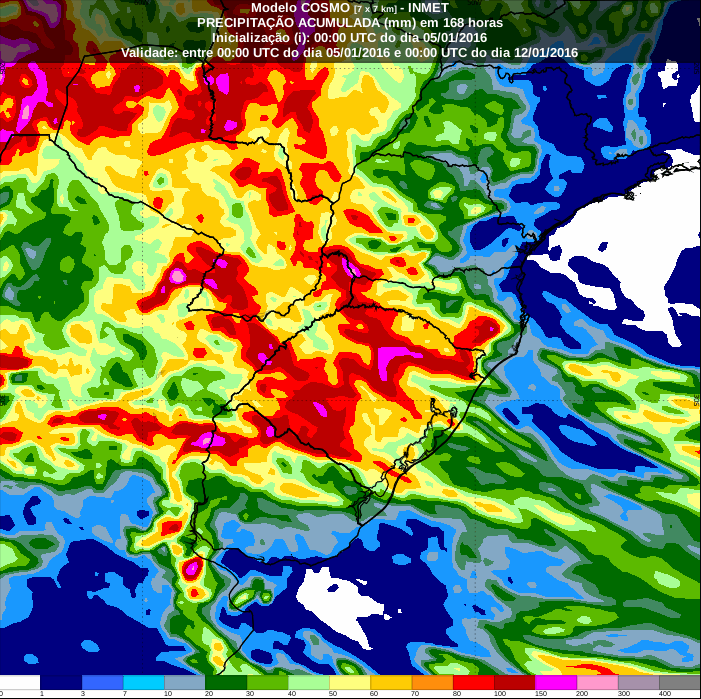 Modelo COSMO [7 x 7 km] - INMET
PRECIPITAÇÃO ACUMULADA (mm) em 168 horas
Inicialização (i): 00:00 UTC do dia 05/01/2016
Validade: entre 00:00 UTC do dia 05/01/2016 e 00:00 UTC do dia 12/01/2016
0 1 3 7 10 20 30 40 50 60 70 80 100 150 200 300 400